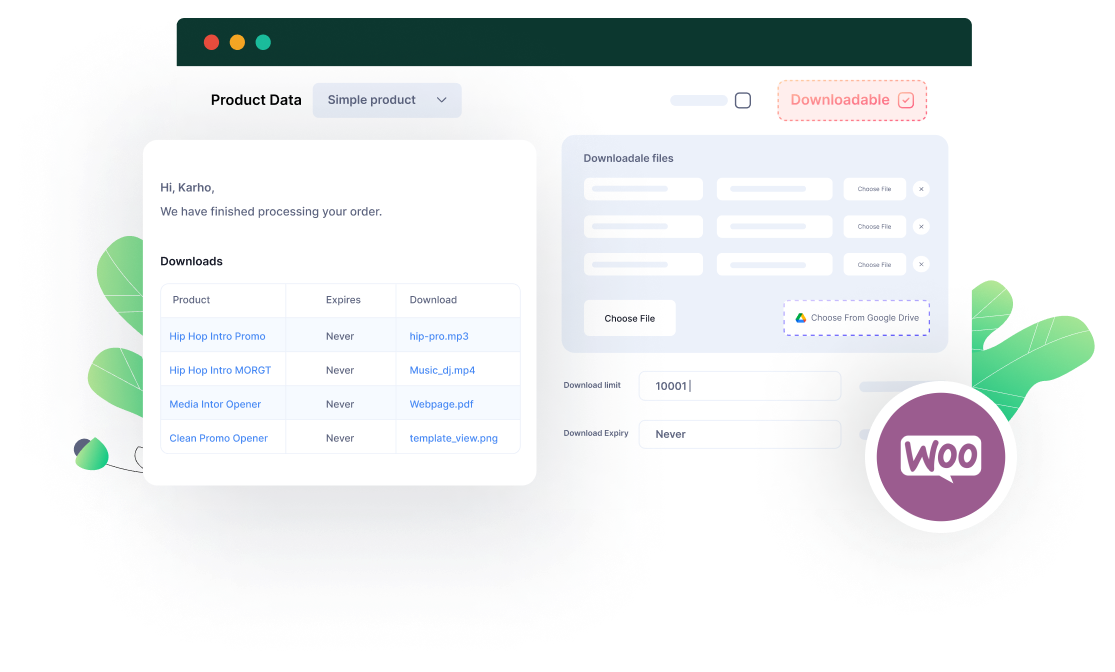 Product Data
Simple product
Downloadable
Hi, Karho,
We have finished processing your order.
Downloads
Product Expires Download
Hip Hop Intro Promo Never hip-pro.mp3
Hip Hop Intro MORGT Never Music_dj.mp4
Media Intor Opener Never Webpage.pdf
Clean Promo Opener Never template_view.png
Downloadale files
Choose File
Choose File
Choose File
Choose File
Choose From Google Drive
Download limit 10001
Download Expiry Never
Woo